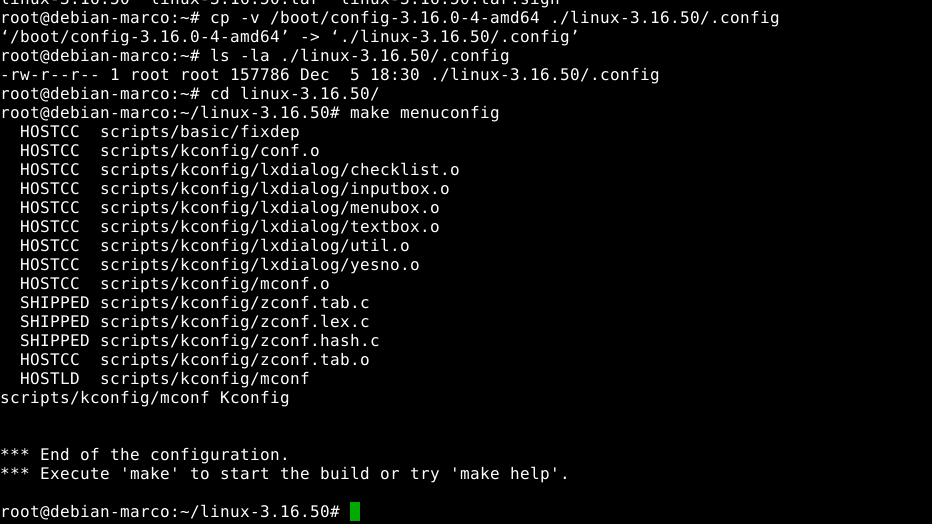 linux-3.16.50  linux-3.16.50.tar  linux-3.16.50.tar.sign
root@debian-marco:~# cp -v /boot/config-3.16.0-4-amd64 ./linux-3.16.50/.config
‘/boot/config-3.16.0-4-amd64’ -> ‘./linux-3.16.50/.config’
root@debian-marco:~# ls -la ./linux-3.16.50/.config
-rw-r--r-- 1 root root 157786 Dec  5 18:30 ./linux-3.16.50/.config
root@debian-marco:~# cd linux-3.16.50/
root@debian-marco:~/linux-3.16.50# make menuconfig
  HOSTCC  scripts/basic/fixdep
  HOSTCC  scripts/kconfig/conf.o
  HOSTCC  scripts/kconfig/lxdialog/checklist.o
  HOSTCC  scripts/kconfig/lxdialog/inputbox.o
  HOSTCC  scripts/kconfig/lxdialog/menubox.o
  HOSTCC  scripts/kconfig/lxdialog/textbox.o
  HOSTCC  scripts/kconfig/lxdialog/util.o
  HOSTCC  scripts/kconfig/lxdialog/yesno.o
  HOSTCC  scripts/kconfig/mconf.o
  SHIPPED scripts/kconfig/zconf.tab.c
  SHIPPED scripts/kconfig/zconf.lex.c
  SHIPPED scripts/kconfig/zconf.hash.c
  HOSTCC  scripts/kconfig/zconf.tab.o
  HOSTLD  scripts/kconfig/mconf
scripts/kconfig/mconf Kconfig
*** End of the configuration.
*** Execute 'make' to start the build or try 'make help'.
root@debian-marco:~/linux-3.16.50#